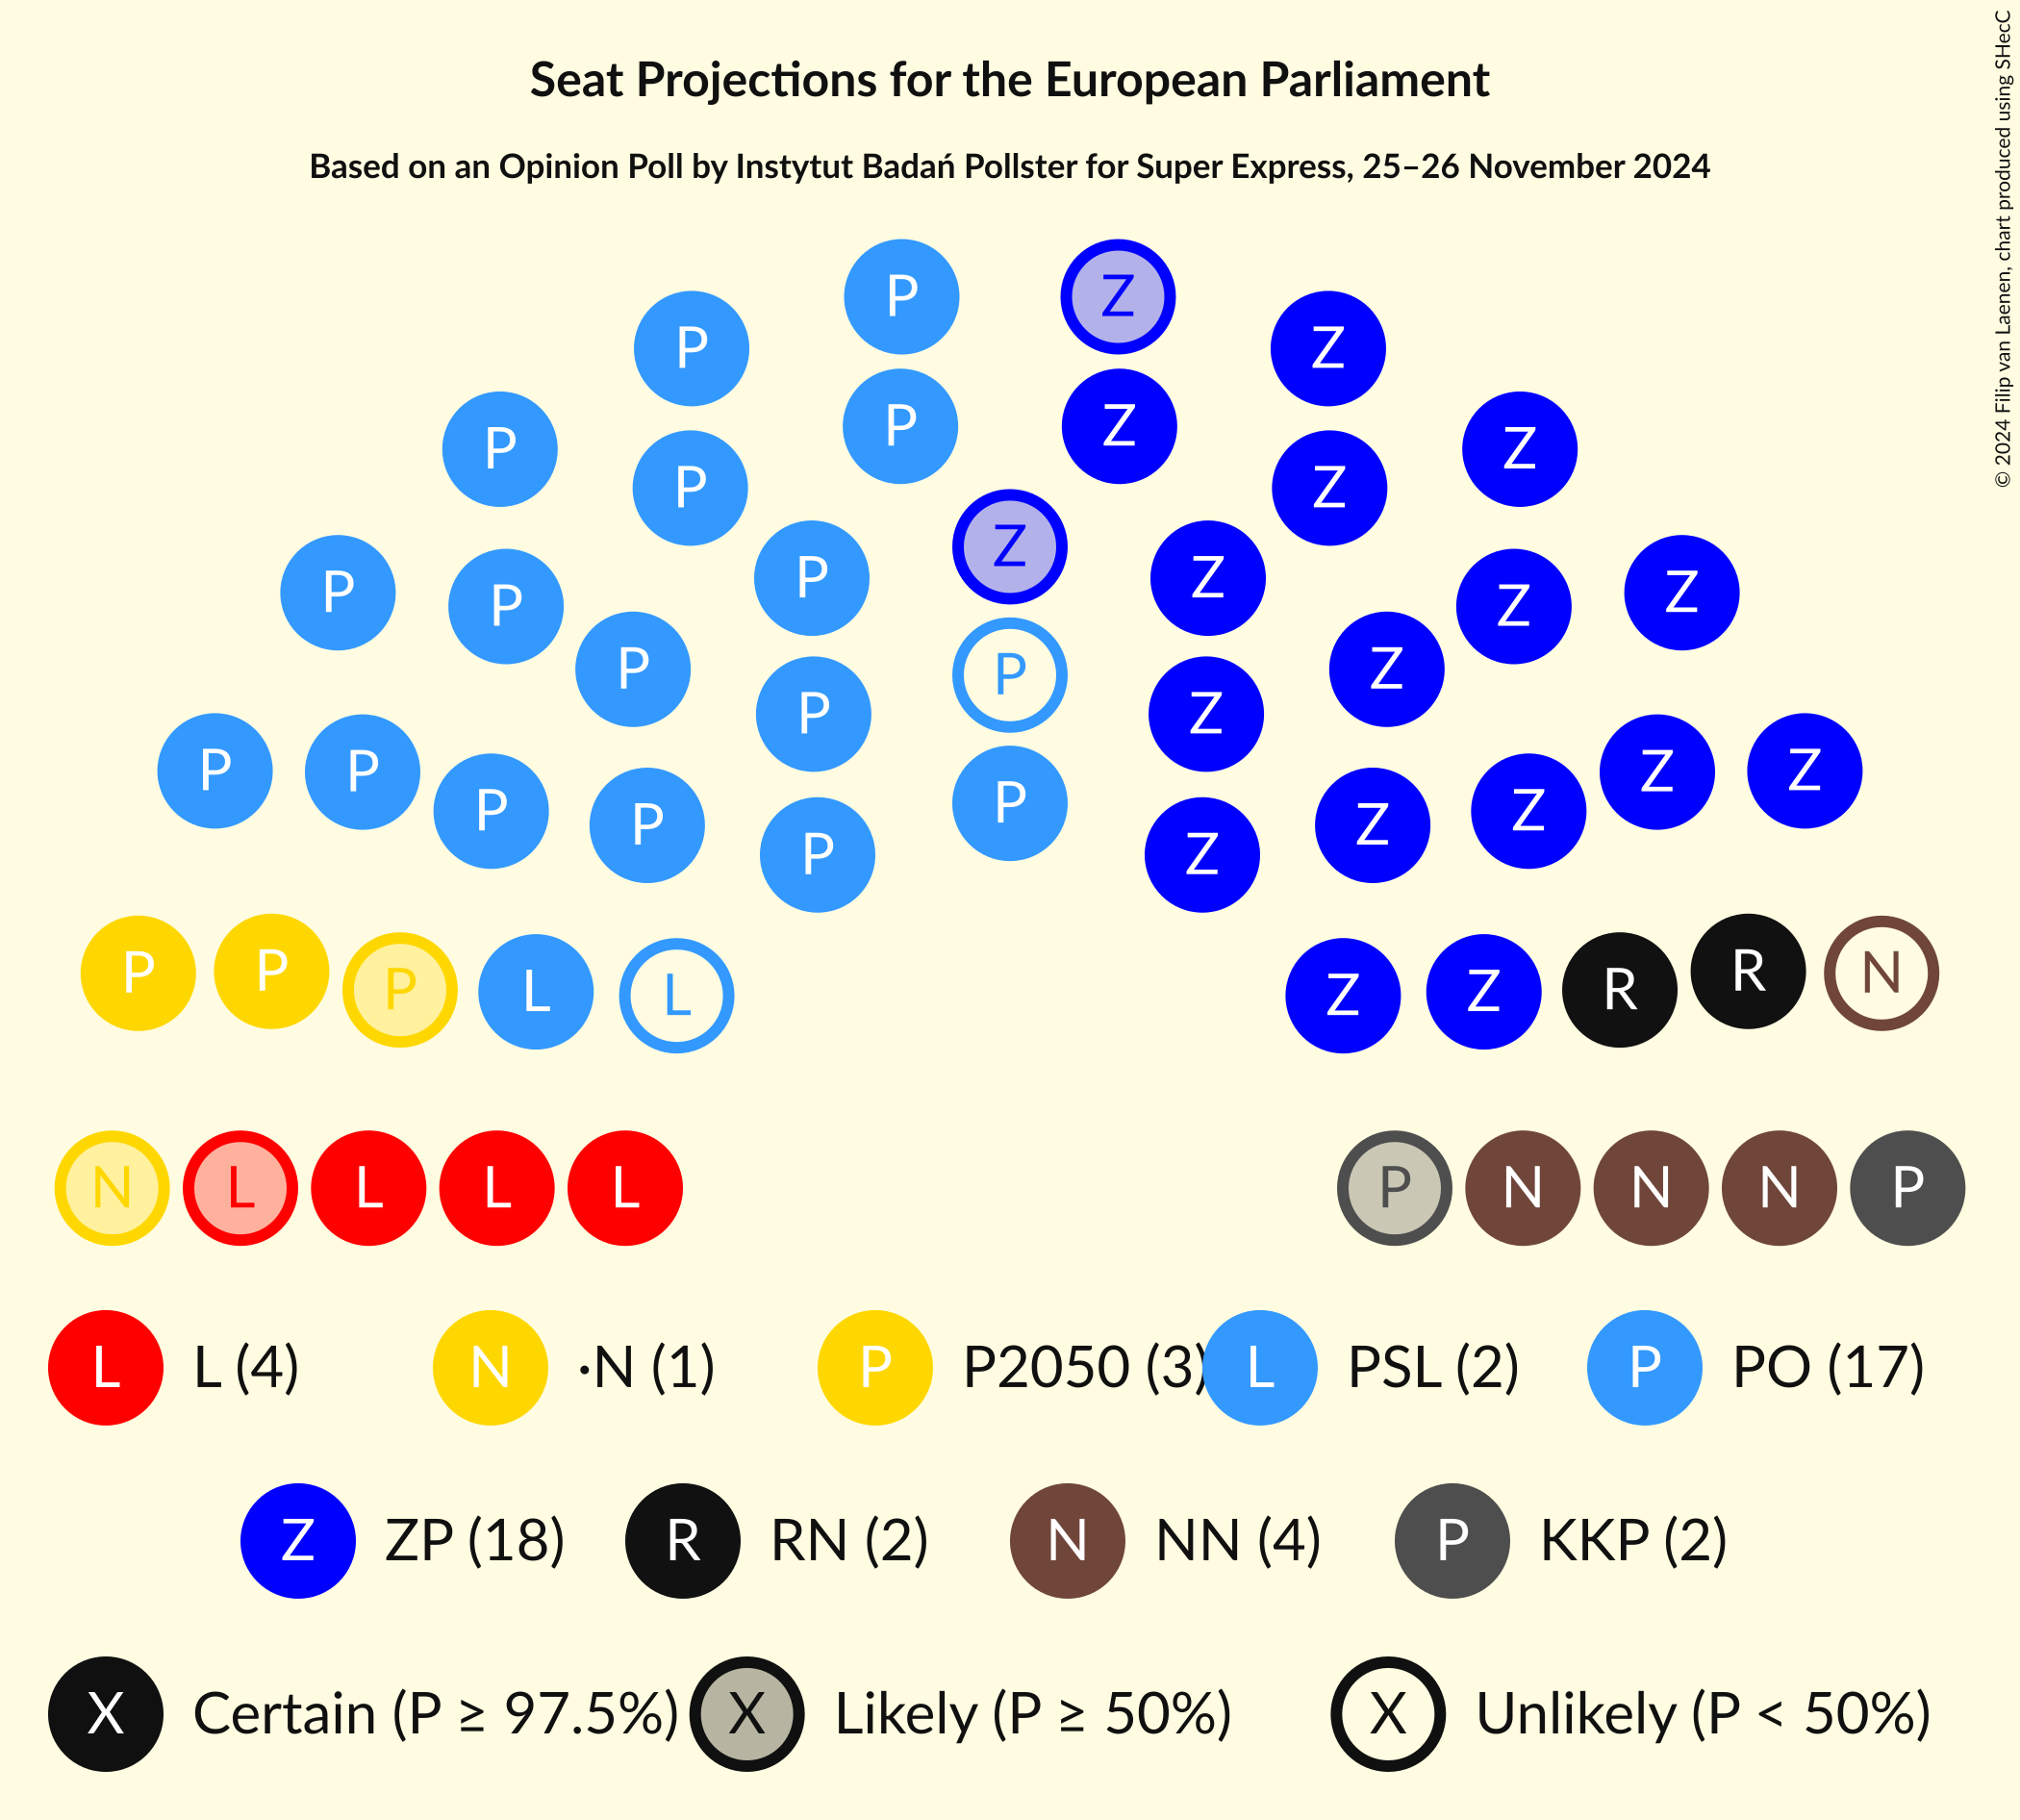 Seat Projections for the European Parliament
Based on an Opinion Poll by Instytut Badań Pollster for Super Express, 25–26 November 2024
© 2024 Filip van Laenen, chart produced using SHecC
P Z
P Z
P P Z Z
P Z
P Z
Z
P Z
P P Z Z
P Z
P P Z
P Z
P P Z Z
P
P Z
P Z
P Z
P P Z R
P L L Z Z R N
N L L L L P N N N P
L L (4) N ·N (1) P P2050 (3) L PSL (2) P PO (17)
Z ZP (18) R RN (2) N NN (4) P KKP (2)
X Certain (P ≥ 97.5%) X Likely (P ≥ 50%) X Unlikely (P < 50%)